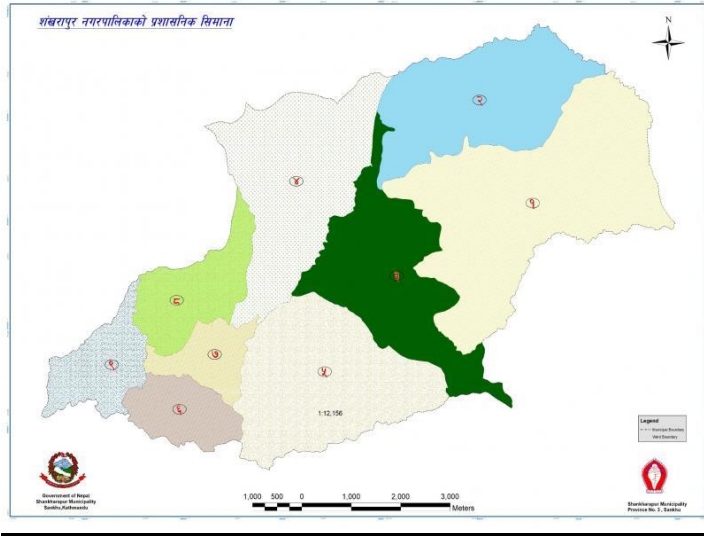 शंखरापुर नगरपालिकाको प्रशासनिक सिमाना
N
२
४
१
३
८
७
९
५
६
1:12,156
Legend
Municipal Boundary
Ward Boundary
Government of Nepal
Shankharapur Municipality
Sankhu,Kathmandu
1,000 500 0 1,000 2,000 3,000
Meters
Shankharapur Municipality
Province No. 3 , Sankhu